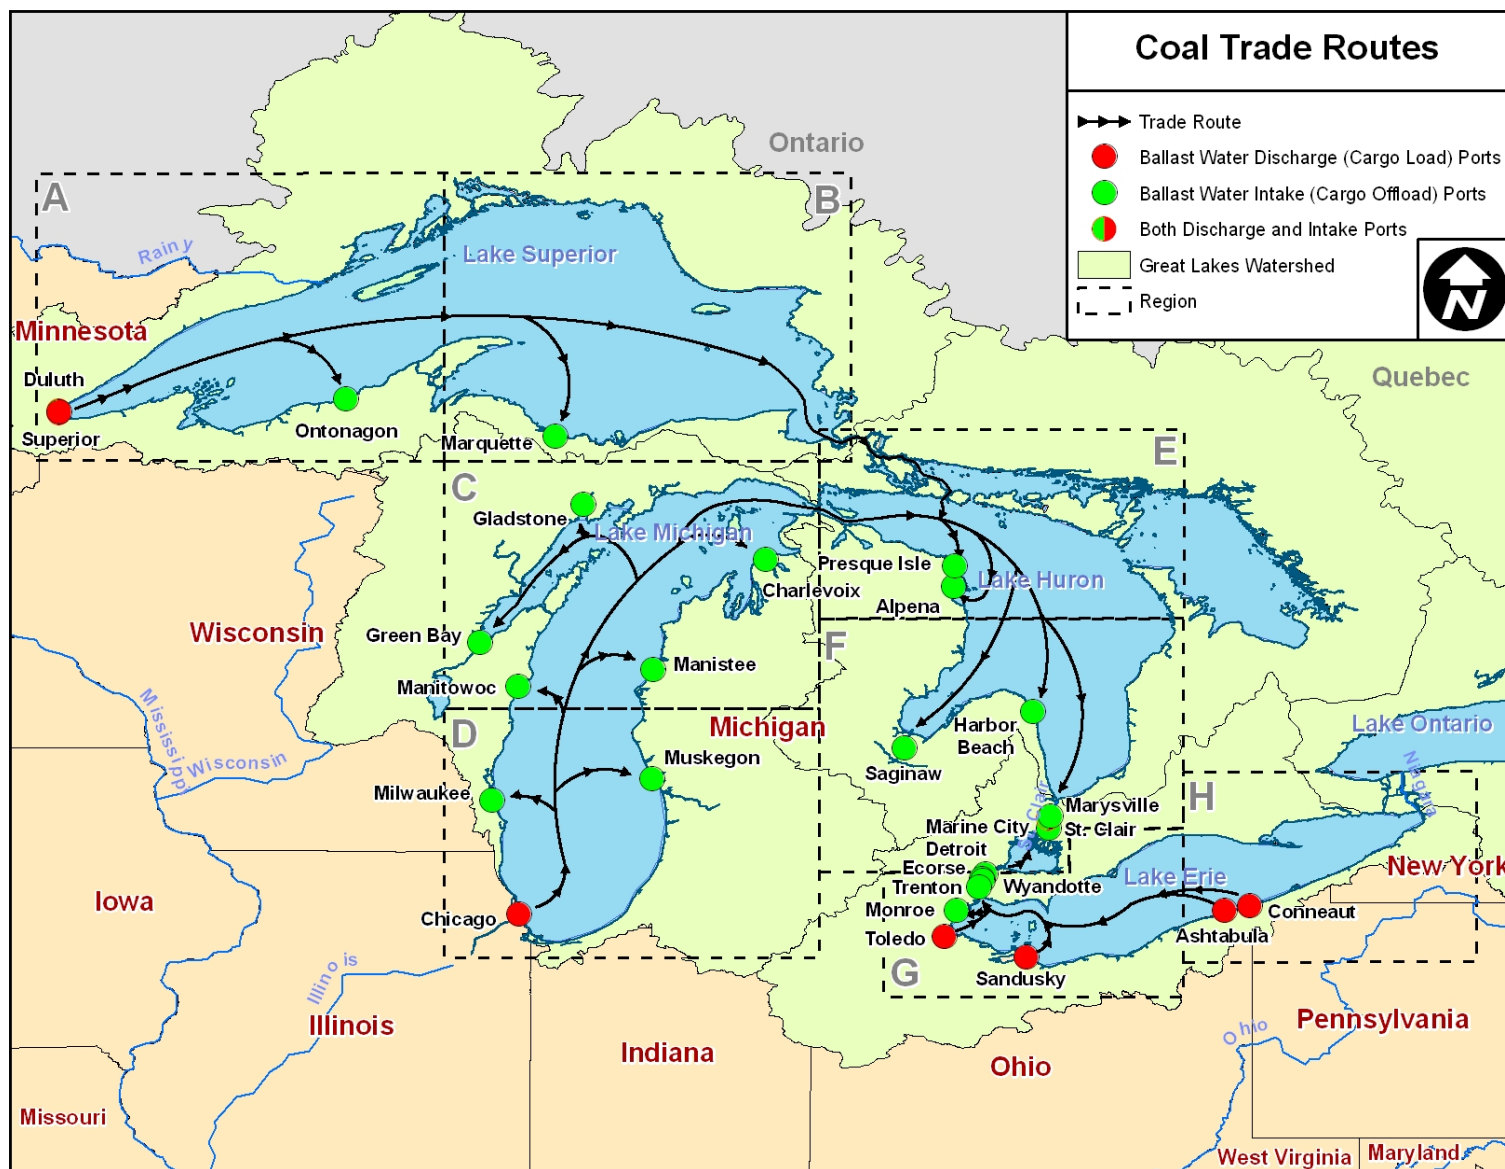 Coal Trade Routes
Trade Route
Ballast Water Discharge (Cargo Load) Ports
Ballast Water Intake (Cargo Offload) Ports
Both Discharge and Intake Ports
Great Lakes Watershed
Region
N
Ontario
A
B
Rainy
Lake Superior
Minnesota
Duluth
Superior
Ontonagon
Marquette
Quebec
C
E
Gladstone
Lake Michigan
Presque Isle
Lake Huron
Charlevoix
Alpena
Wisconsin
Green Bay
F
Manistee
Manitowoc
Mississippi
D
Michigan
Harbor
Beach
Lake Ontario
Wisconsin
Muskegon
Saginaw
Niagria
Milwaukee
St. Clair
Marysville
H
Marine City
St. Clair
Detroit
Ecorse
Trenton
Wyandotte
Lake Erie
New York
Iowa
Monroe
Conneaut
Chicago
Toledo
Ashtabula
Illinois
G
Sandusky
Illinois
Ohio
Pennsylvania
Indiana
Ohio
Missouri
West Virginia
Maryland